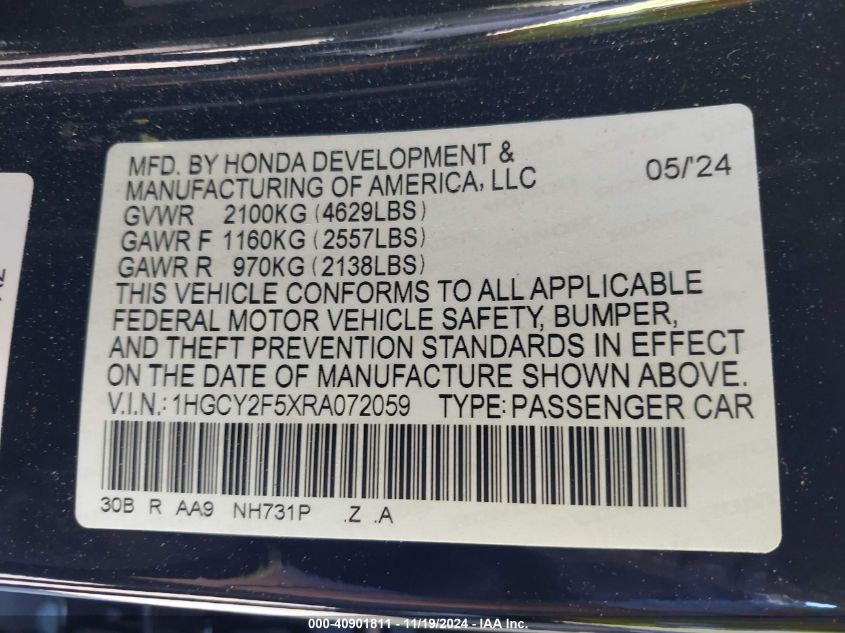 MFD. BY HONDA DEVELOPMENT &
MANUFACTURING OF AMERICA, LLC 05/'24
GVWR 2100KG (4629LBS)
GAWR F 1160KG (2557LBS)
GAWR R 970KG (2138LBS)
THIS VEHICLE CONFORMS TO ALL APPLICABLE
FEDERAL MOTOR VEHICLE SAFETY, BUMPER,
AND THEFT PREVENTION STANDARDS IN EFFECT
ON THE DATE OF MANUFACTURE SHOWN ABOVE.
V.I.N.: 1HGCY2F5XRA072059 TYPE: PASSENGER CAR
30B R AA9 NH731P .Z .A
000-40901811 - 11/19/2024 - IAA Inc.